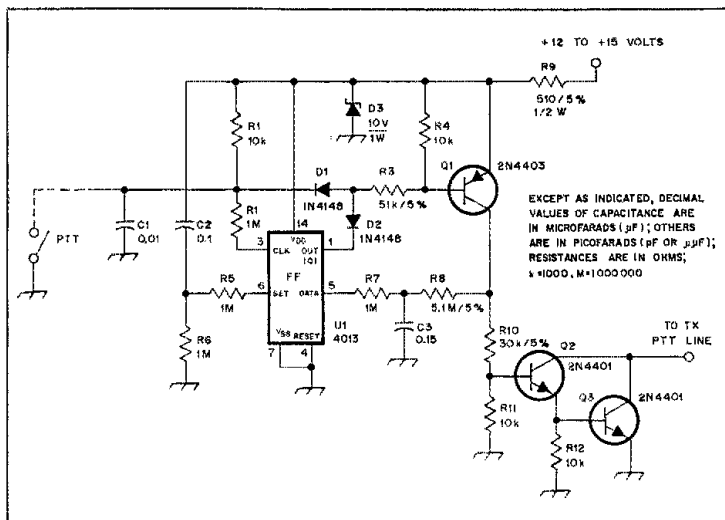 +12 TO +15 VOLTS
R9
510/5%
1/2 W
R1
10k
D3
10V
1W
R4
10k
Q1
2N4403
D1
1N4148
R3
51k/5%
PTT
C1
0.01
C2
0.1
R1
1M
D2
1N4148
EXCEPT AS INDICATED, DECIMAL
VALUES OF CAPACITANCE ARE
IN MICROFARADS (µF); OTHERS
ARE IN PICOFARADS (pF OR µµF);
RESISTANCES ARE IN OHMS;
k=1000, M=1000000
14
3
VDD
1
CLK
OUT
FF
R5
1M
6
SET
DATA
5
R7
1M
R8
5.1M/5%
R6
1M
VSS
RESET
7
4
U1
4013
C3
0.15
R10
30k/5%
Q2
2N4401
TO TX
PTT LINE
R11
10k
Q3
2N4401
R12
10k